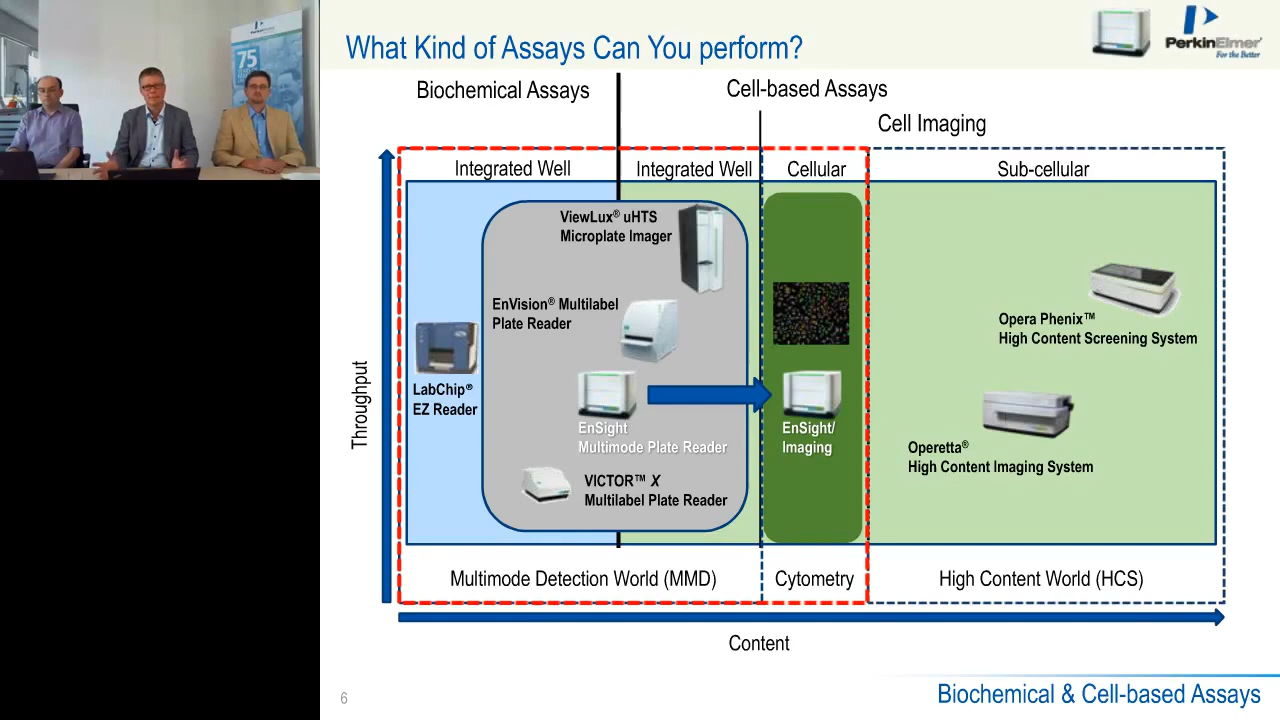 What Kind of Assays Can You perform?
PerkinElmer®
For the Better
PerkinElmer
75
Biochemical Assays
Cell-based Assays
Cell Imaging
Integrated Well
Integrated Well
Cellular
Sub-cellular
ViewLux® uHTS
Microplate Imager
EnVision® Multilabel
Plate Reader
LabChip®
EZ Reader
EnSight
Multimode Plate Reader
VICTOR™ X
Multilabel Plate Reader
EnSight/
Imaging
Opera Phenix™
High Content Screening System
Operetta®
High Content Imaging System
Throughput
Multimode Detection World (MMD)
Cytometry
High Content World (HCS)
Content
6
Biochemical & Cell-based Assays